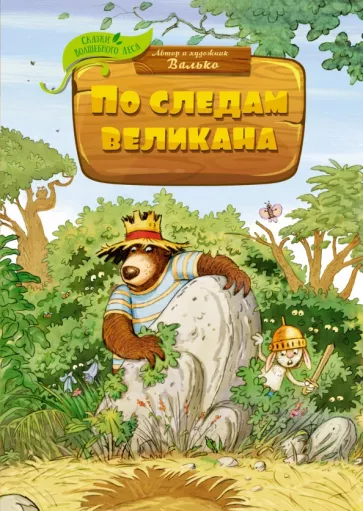 Сказки
волшебного леса
Автор и художник
Валько
По следам
великана